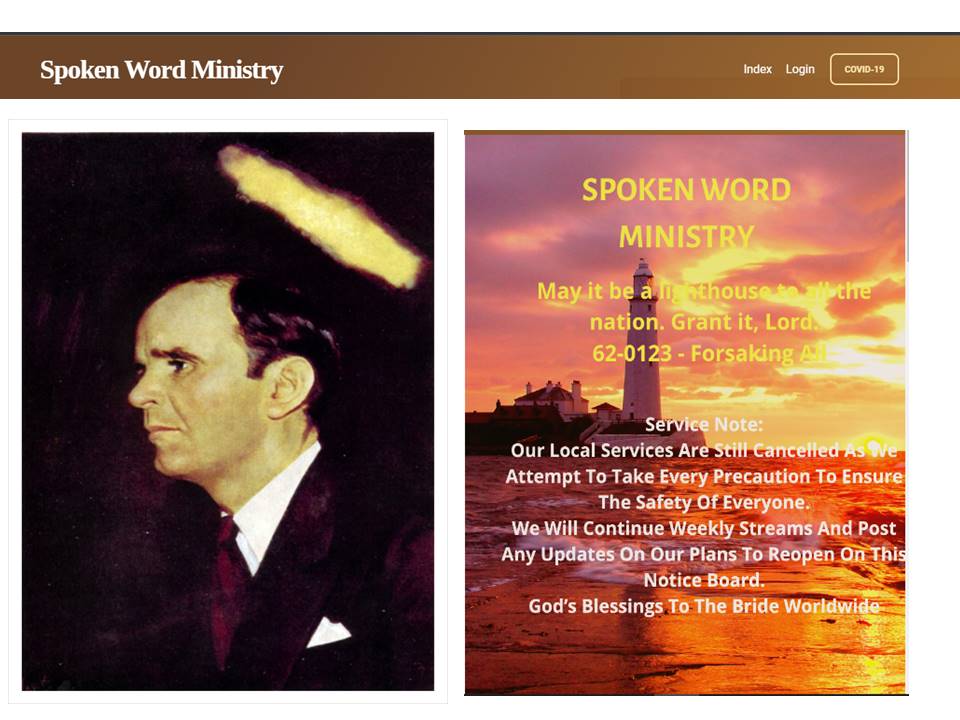 Spoken Word Ministry
Index Login COVID-19
SPOKEN WORD
MINISTRY
May it be a lighthouse to all the
nation. Grant it, Lord.
62-0123 - Forsaking All
Service Note:
Our Local Services Are Still Cancelled As We
Attempt To Take Every Precaution To Ensure
The Safety Of Everyone.
We Will Continue Weekly Streams And Post
Any Updates On Our Plans To Reopen On This
Notice Board.
God's Blessings To The Bride Worldwide